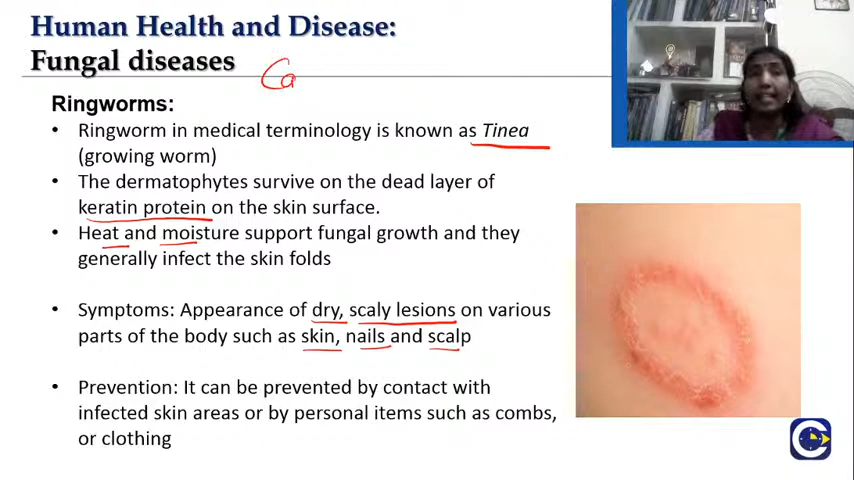 Human Health and Disease:
Fungal diseases
Ca
Ringworms:
• Ringworm in medical terminology is known as Tinea
(growing worm)
• The dermatophytes survive on the dead layer of
keratin protein on the skin surface.
• Heat and moisture support fungal growth and they
generally infect the skin folds
• Symptoms: Appearance of dry, scaly lesions on various
parts of the body such as skin, nails and scalp
• Prevention: It can be prevented by contact with
infected skin areas or by personal items such as combs,
or clothing